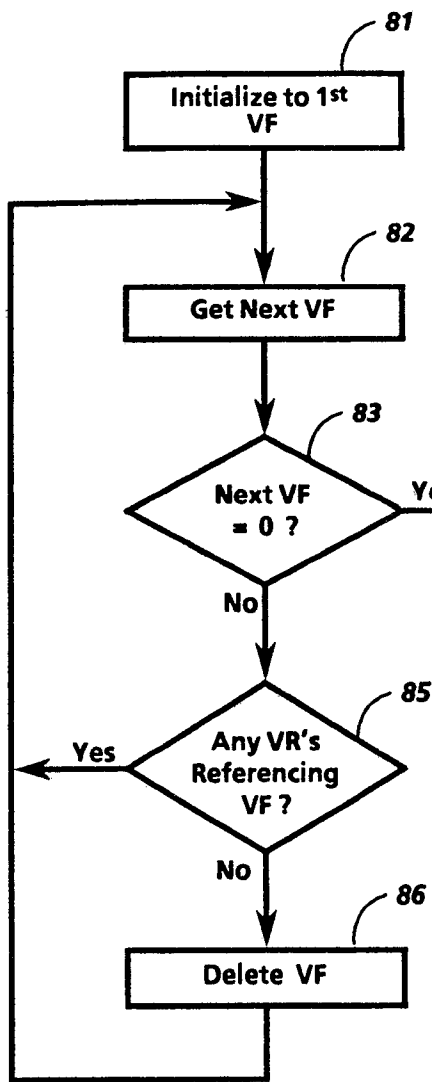 81
Initialize to 1st
VF
82
Get Next VF
83
Next VF
= 0 ?
No
85
Yes
Any VR's
Referencing
VF ?
No
86
Delete VF